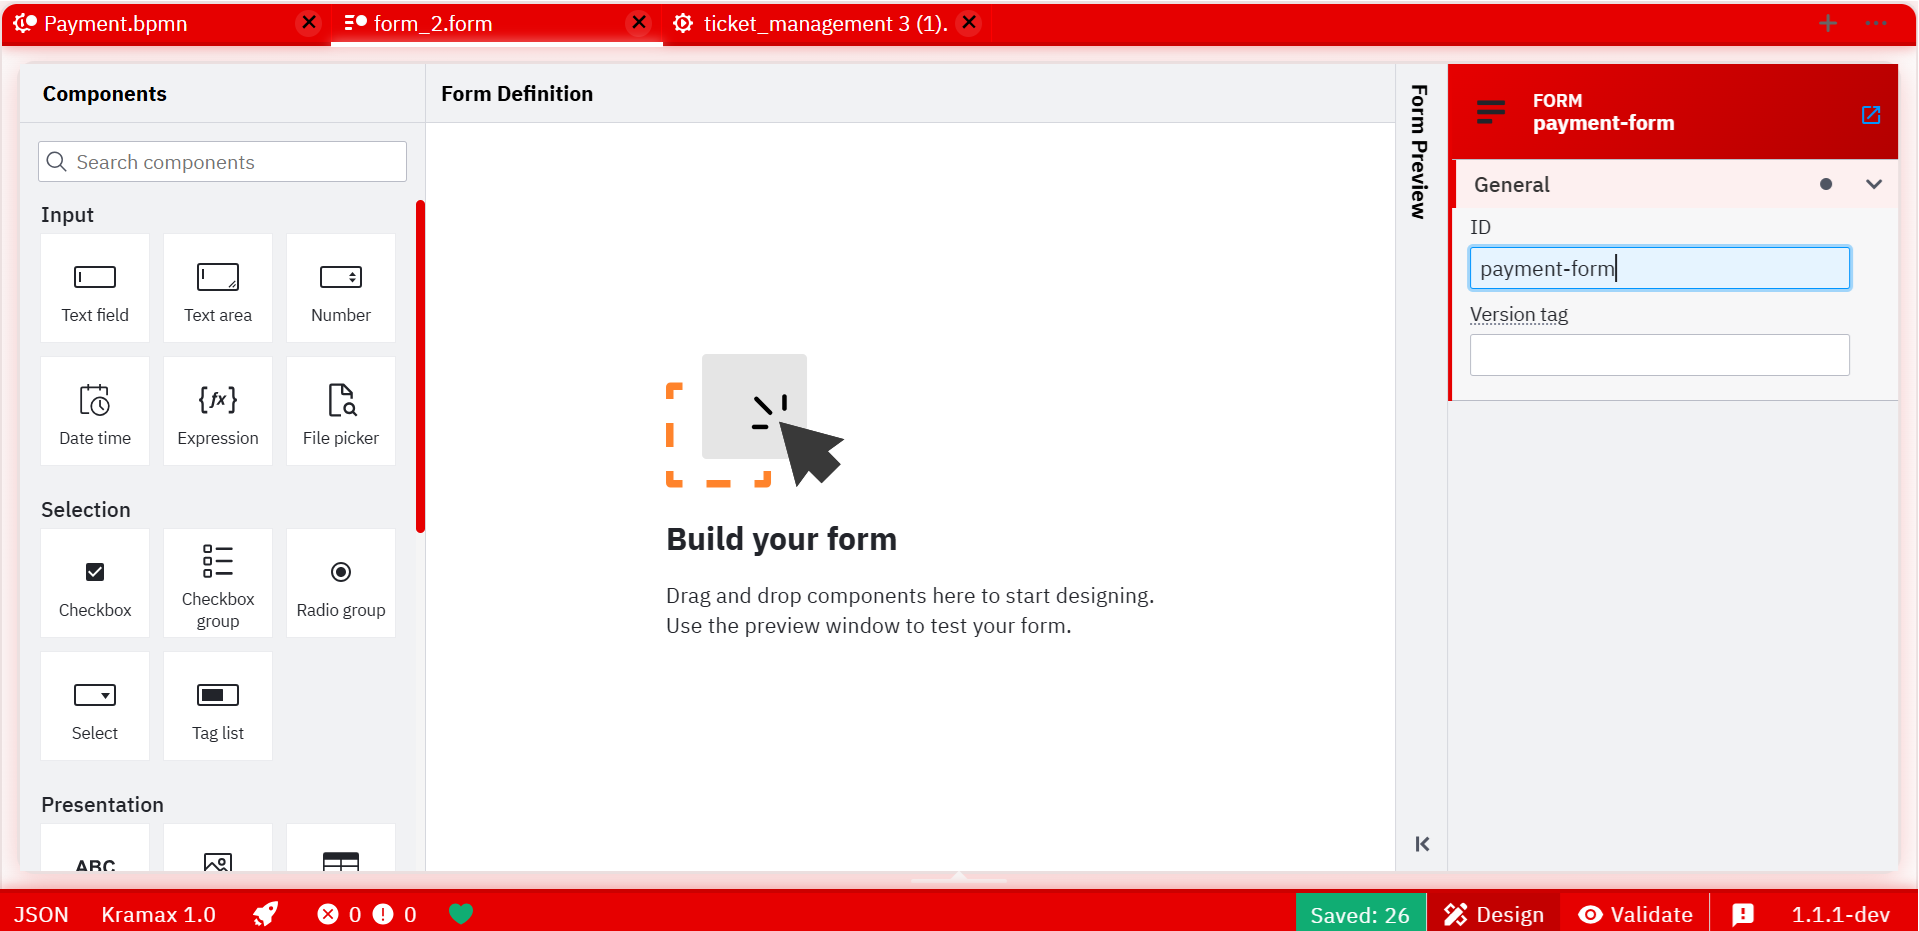 Payment.bpmn
form_2.form
ticket_management 3 (1).
Components
Form Definition
Form Preview
FORM
payment-form
Search components
General
Input
ID
payment-form
Text field
Text area
Number
Version tag
Date time
Expression
{fx}
File picker
Selection
Build your form
Drag and drop components here to start designing.
Use the preview window to test your form.
Checkbox
Checkbox
group
Radio group
Select
Tag list
Presentation
ABC
JSON
Kramax 1.0
0
0
Saved: 26
Design
Validate
1.1.1-dev